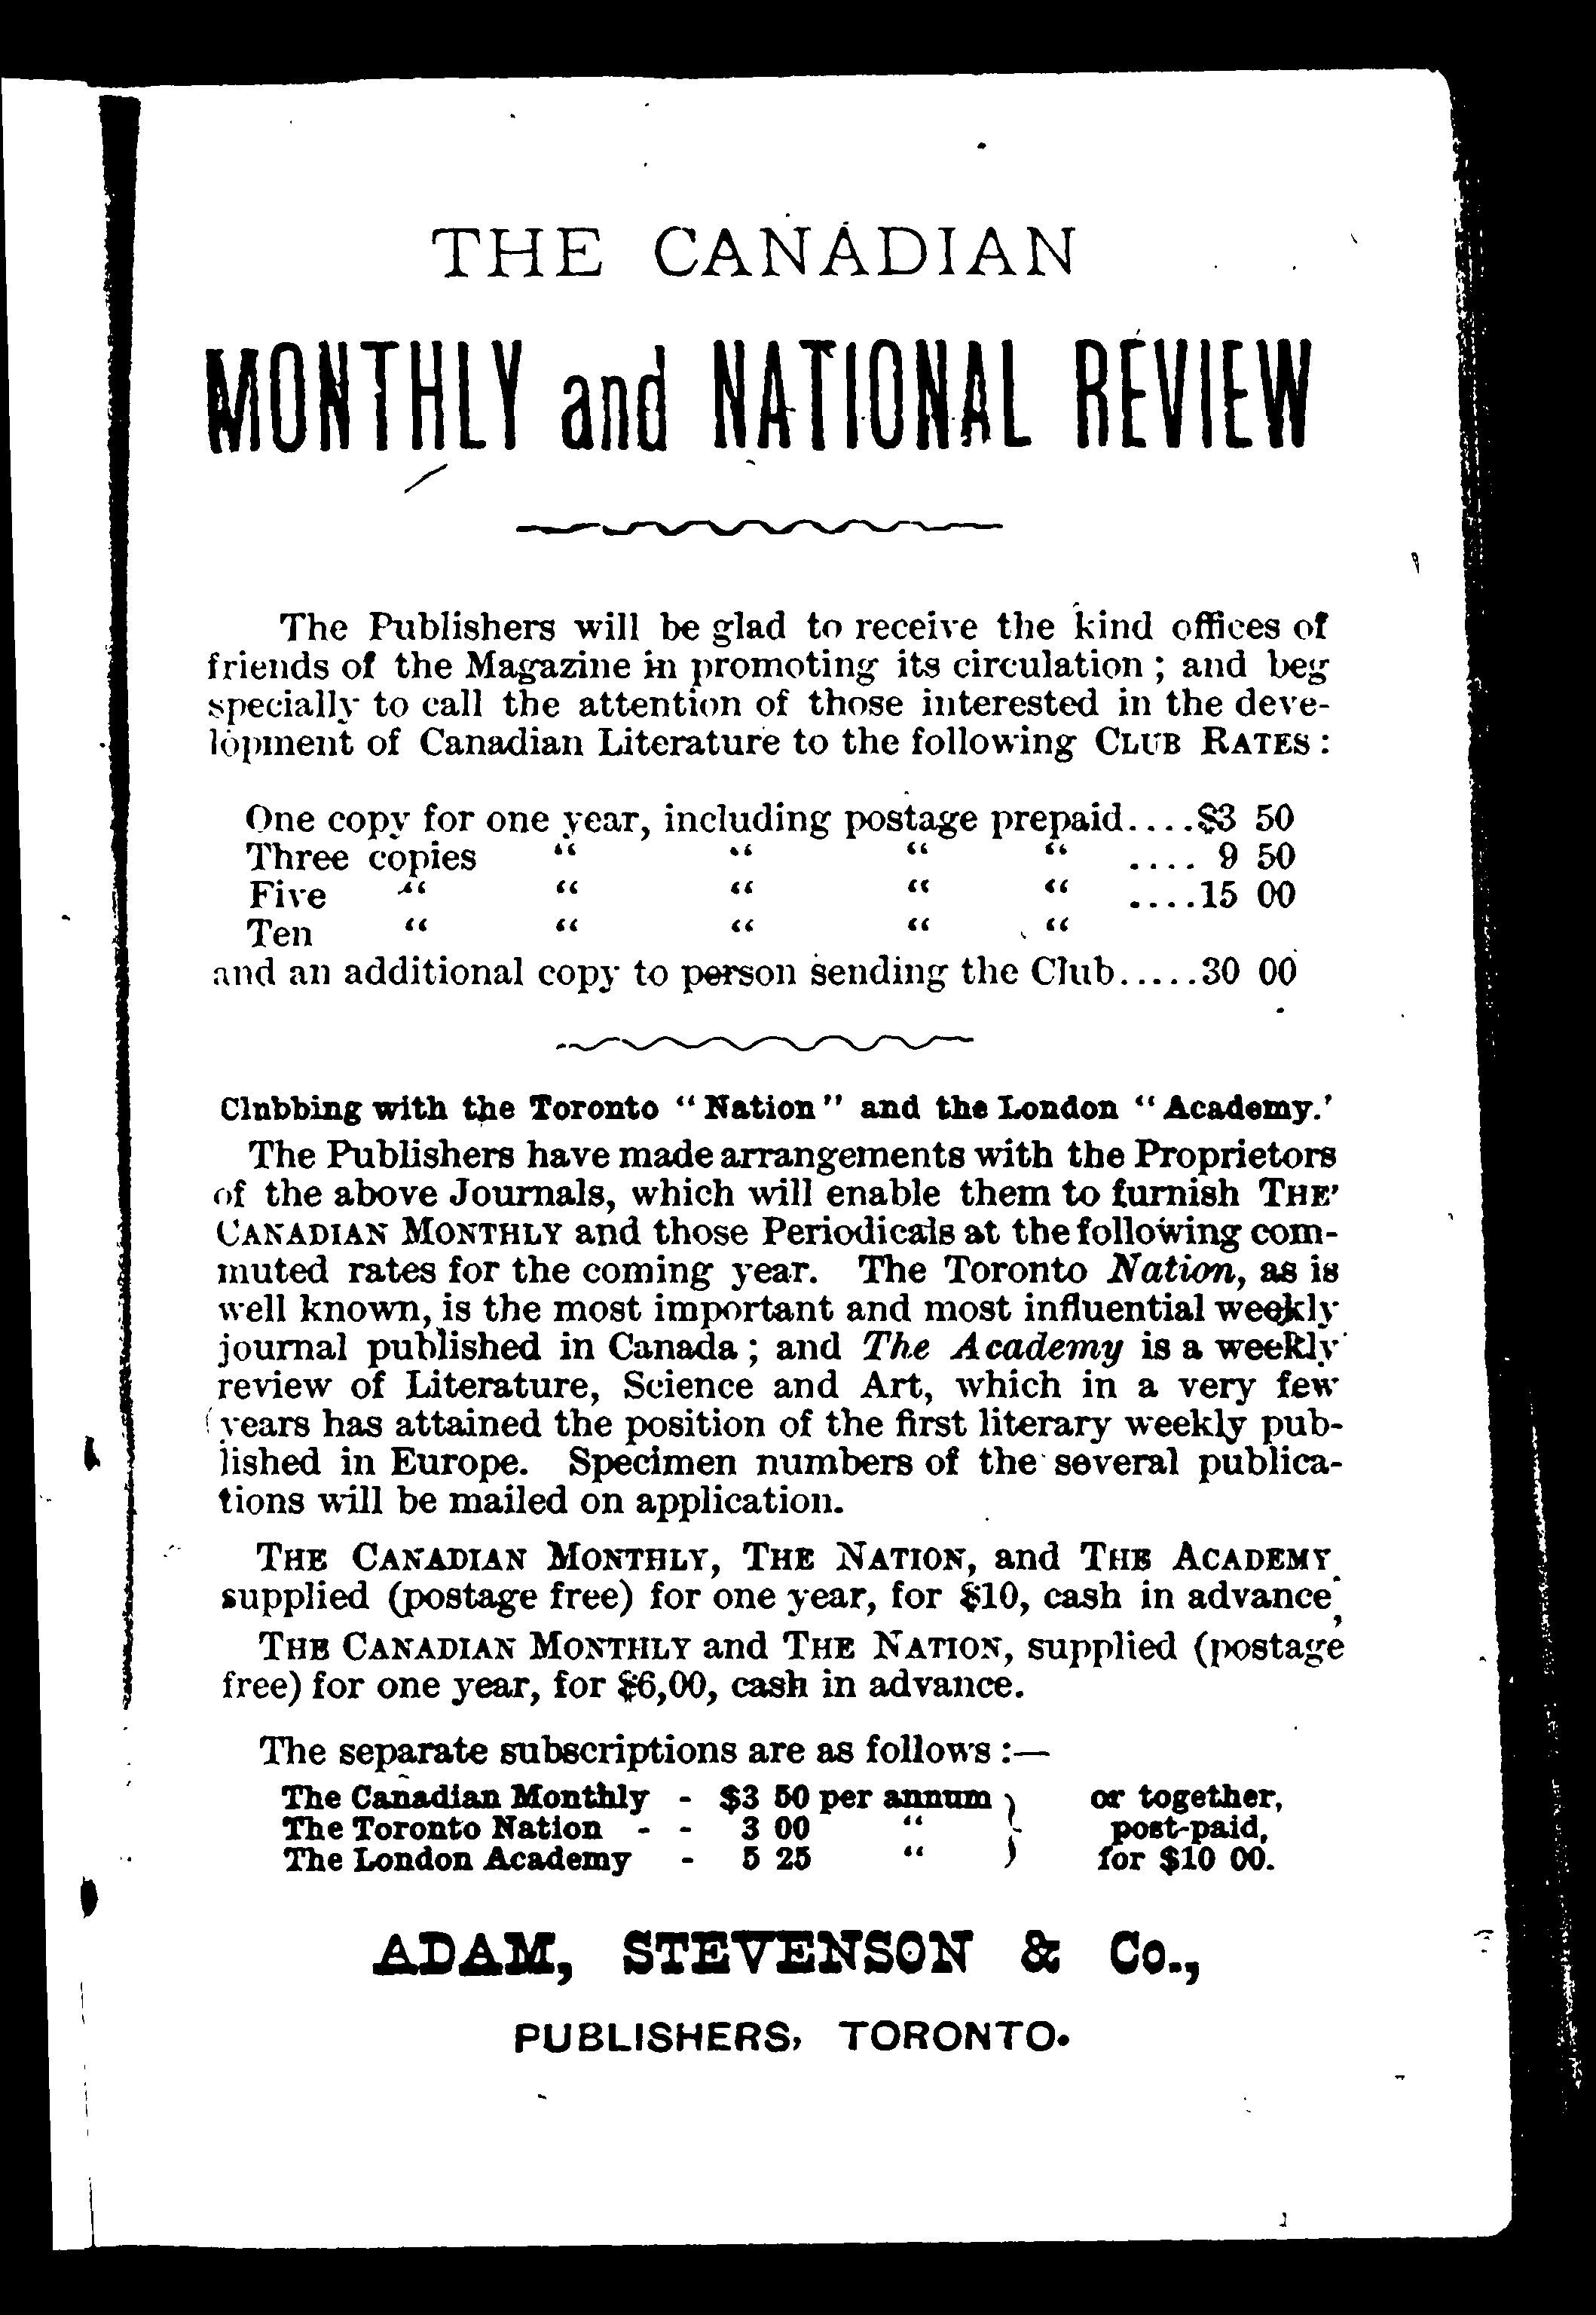 THE CANADIAN
MONTHLY and NATIONAL REVIEW
The Publishers will be glad to receive the kind offices of
friends of the Magazine in promoting its circulation ; and beg
specially to call the attention of those interested in the deve-
lopment of Canadian Literature to the following CLUB RATES :
One copy for one year, including postage prepaid....$3 50
Three copies “ “ “ “ .... 9 50
Five “ “ “ “ “ ....15 00
Ten “ “ “ “ “
and an additional copy to person sending the Club.....30 00
Clnbbing with the Toronto “Nation” and the London “Academy.’
The Publishers have made arrangements with the Proprietors
of the above Journals, which will enable them to furnish THE’
CANADIAN MONTHLY and those Periodicals at the following com-
muted rates for the coming year. The Toronto Nation, as is
well known, is the most important and most influential weekly
journal published in Canada ; and The Academy is a weekly
review of Literature, Science and Art, which in a very few
years has attained the position of the first literary weekly pub-
lished in Europe. Specimen numbers of the several publica-
tions will be mailed on application.
THE CANADIAN MONTHLY, THE NATION, and THE ACADEMY
supplied (postage free) for one year, for $10, cash in advance,
THE CANADIAN MONTHLY and THE NATION, supplied (postage
free) for one year, for $6,00, cash in advance.
The separate subscriptions are as follows :—
The Canadian Monthly - $3 50 per annum } or together,
The Toronto Nation - - 3 00 “ } post-paid,
The London Academy - 5 25 “ } for $10 00.
ADAM, STEVENSON & Co.,
PUBLISHERS, TORONTO.